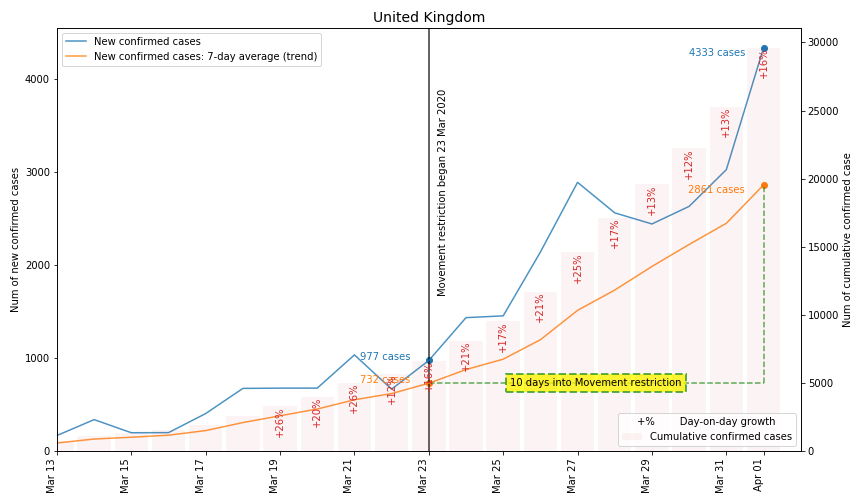 United Kingdom
New confirmed cases
New confirmed cases: 7-day average (trend)
Num of new confirmed cases
0
1000
2000
3000
4000
Num of cumulative confirmed case
0
5000
10000
15000
20000
25000
30000
Movement restriction began 23 Mar 2020
977 cases
732 cases
4333 cases
2861 cases
10 days into Movement restriction
+26%
+20%
+26%
+12%
+16%
+21%
+17%
+21%
+25%
+17%
+13%
+12%
+13%
+16%
+% Day-on-day growth
Cumulative confirmed cases
Mar 13
Mar 15
Mar 17
Mar 19
Mar 21
Mar 23
Mar 25
Mar 27
Mar 29
Mar 31
Apr 01